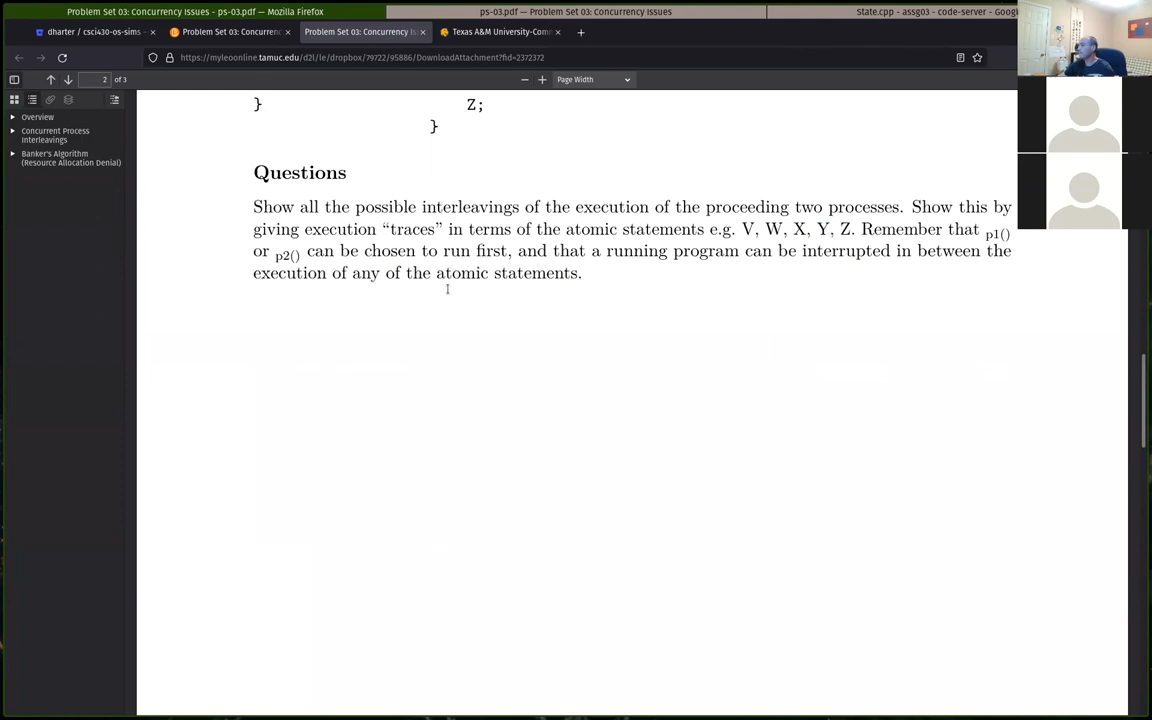 Problem Set 03: Concurrency Issues - ps-03.pdf — Mozilla Firefox
ps-03.pdf — Problem Set 03: Concurrency Issues
State.cpp - assg03 - code-server - Googl
dharter / csci430-os-sims —
Problem Set 03: Concurrenc
Problem Set 03: Concurrency Is
Texas A&M University-Comm
https://myleonline.tamuc.edu/d2l/le/dropbox/79722/95886/DownloadAttachment?fid=2372372
2 of 3
Page Width
Overview
Concurrent Process
Interleavings
Banker's Algorithm
(Resource Allocation Denial)
} Z;
}
Questions
Show all the possible interleavings of the execution of the proceeding two processes. Show this by
giving execution “traces” in terms of the atomic statements e.g. V, W, X, Y, Z. Remember that p1()
or p2() can be chosen to run first, and that a running program can be interrupted in between the
execution of any of the atomic statements.